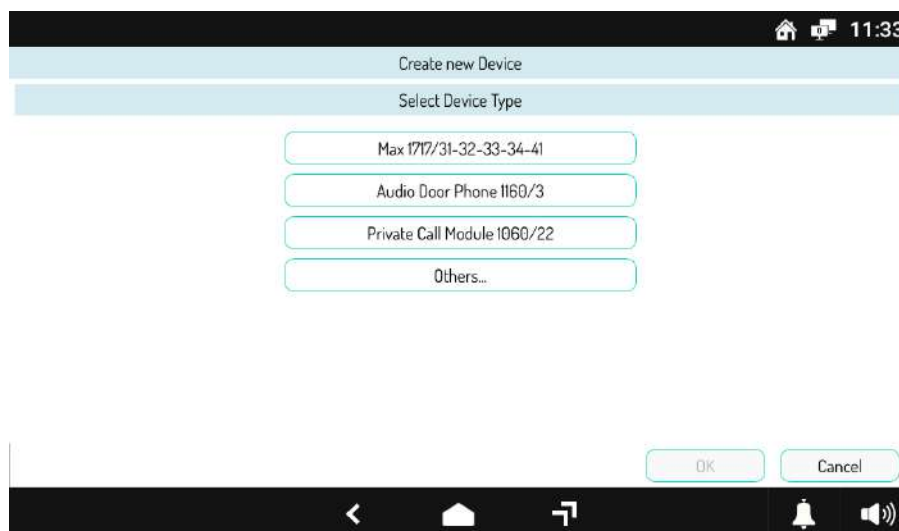 11:33
Create new Device
Select Device Type
Max 1717/31-32-33-34-41
Audio Door Phone 1160/3
Private Call Module 1060/22
Others...
OK
Cancel